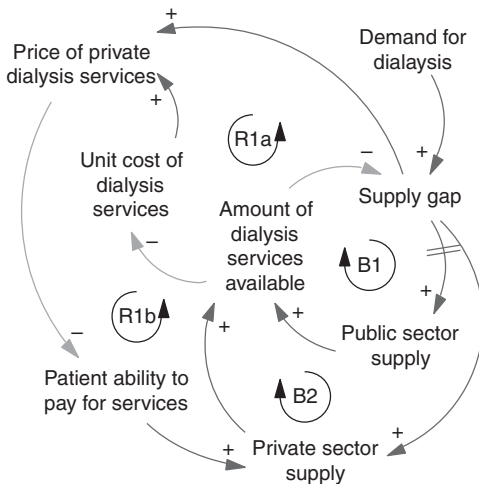 +
Price of private
dialysis services
Demand for
dialaysis
+
R1a
+
–
Unit cost of
dialysis
services
Supply gap
Amount of
dialysis
services
available
–
B1
R1b
+
+
+
Public sector
supply
–
Patient ability to
pay for services
B2
+
+
Private sector
supply